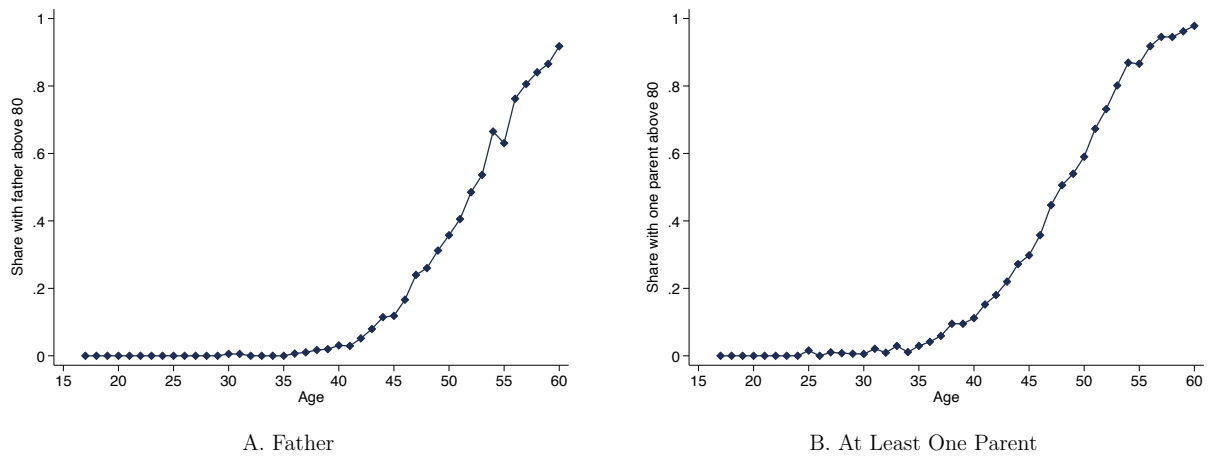 Share with father above 80
1
.8
.6
.4
.2
0
15 20 25 30 35 40 45 50 55 60
Age
A. Father
Share with one parent above 80
1
.8
.6
.4
.2
0
15 20 25 30 35 40 45 50 55 60
Age
B. At Least One Parent